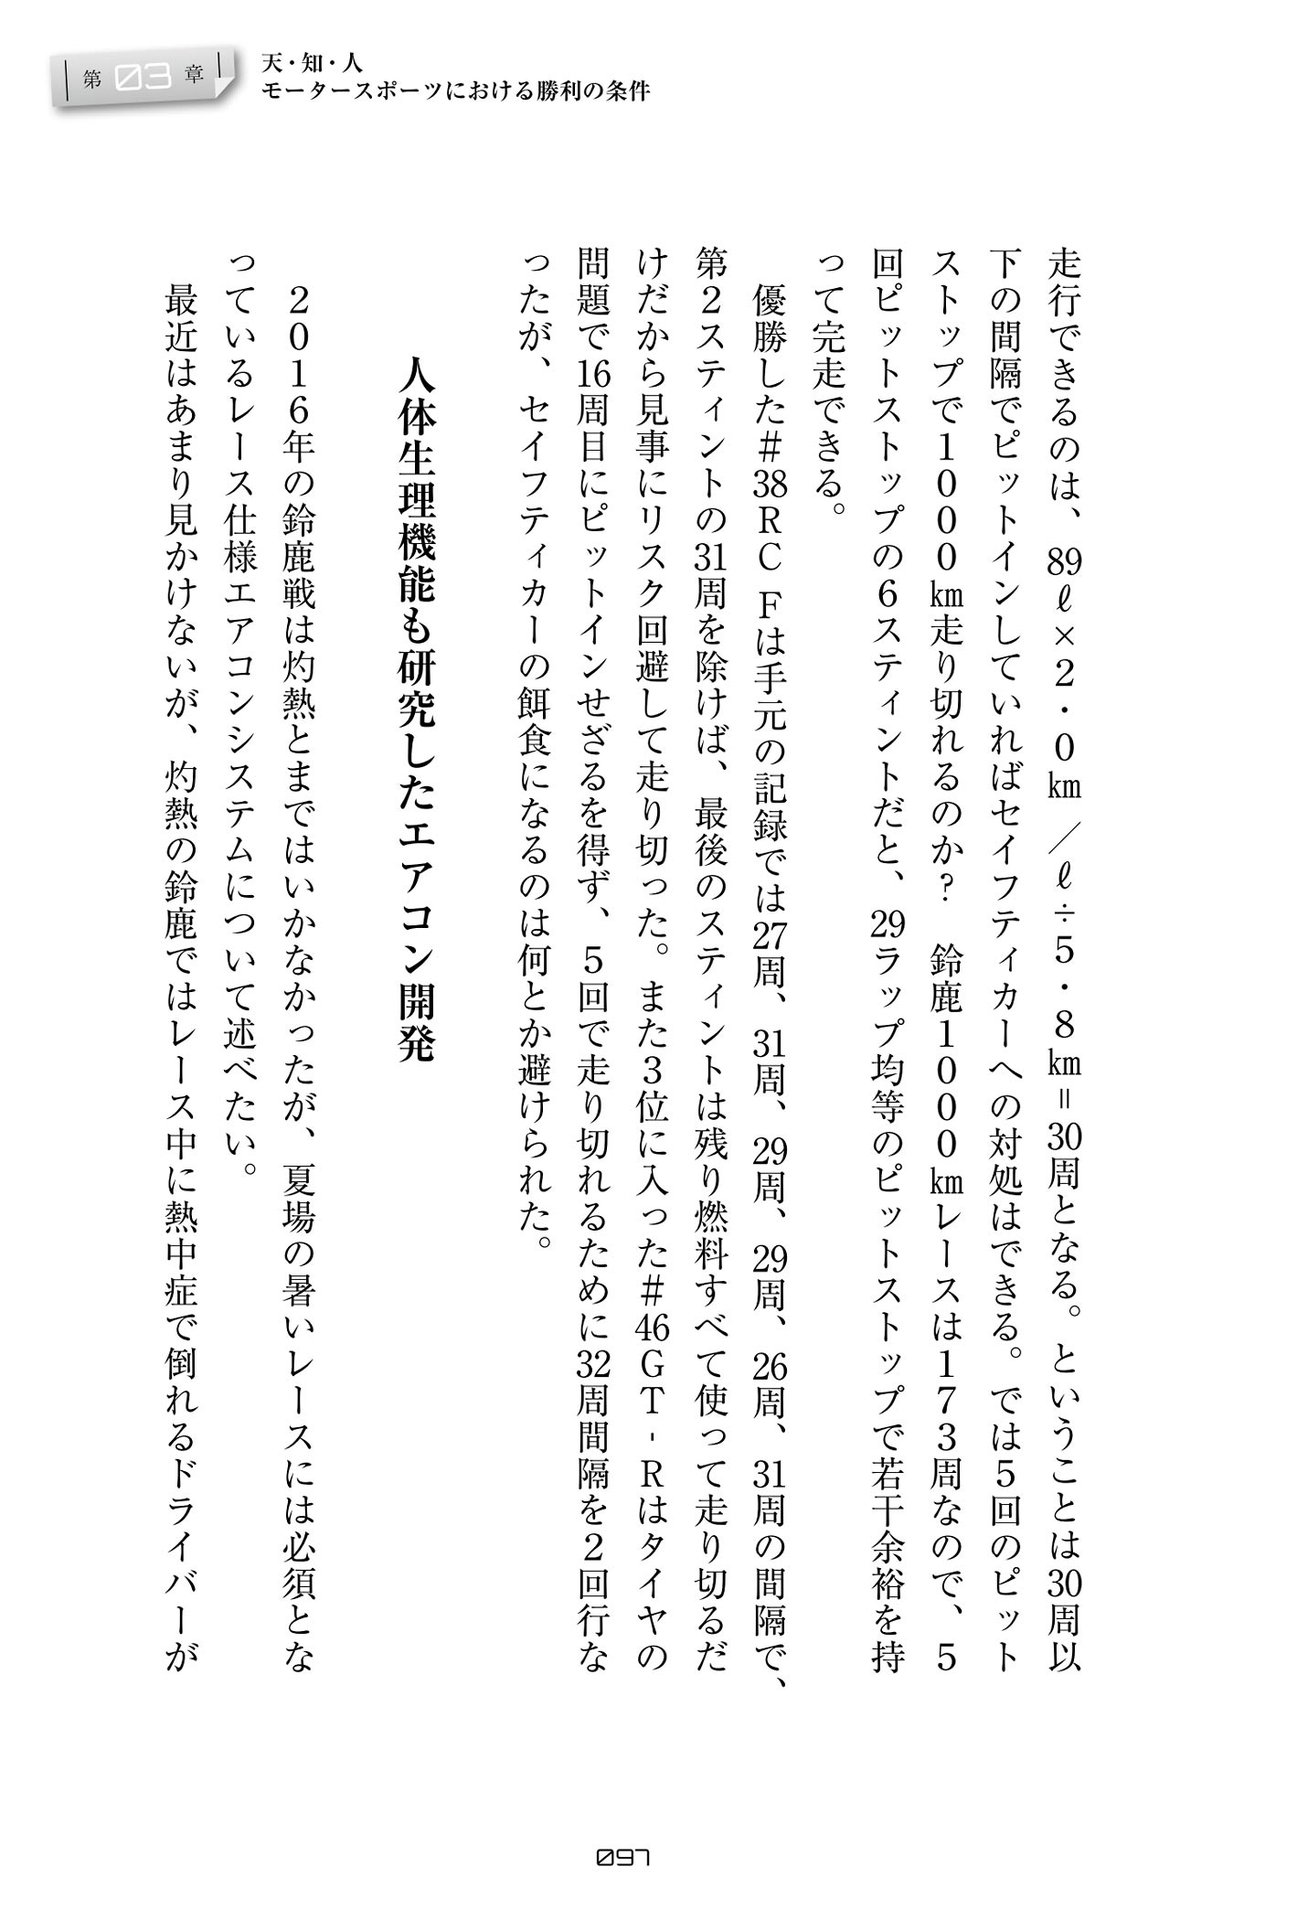 第03章
天・知・人
モータースポーツにおける勝利の条件
走行できるのは、89ℓ×2・0㎞／ℓ÷5・8㎞＝30周となる。ということは30周以
下の間隔でピットインしていればセイフティカーへの対処はできる。では5回のピット
ストップで1000㎞走り切れるのか？　鈴鹿1000㎞レースは173周なので、5
回ピットストップの6スティントだと、29ラップ均等のピットストップで若干余裕を持
って完走できる。
　優勝した＃38RC Fは手元の記録では27周、31周、29周、29周、26周、31周の間隔で、
第2スティントの31周を除けば、最後のスティントは残り燃料すべて使って走り切るだ
けだから見事にリスク回避して走り切った。また3位に入った＃46GT-Rはタイヤの
問題で16周目にピットインせざるを得ず、5回で走り切れるために32周間隔を2回行な
ったが、セイフティカーの餌食になるのは何とか避けられた。
人体生理機能も研究したエアコン開発
　2016年の鈴鹿戦は灼熱とまではいかなかったが、夏場の暑いレースには必須とな
っているレース仕様エアコンシステムについて述べたい。
　最近はあまり見かけないが、灼熱の鈴鹿ではレース中に熱中症で倒れるドライバーが
097